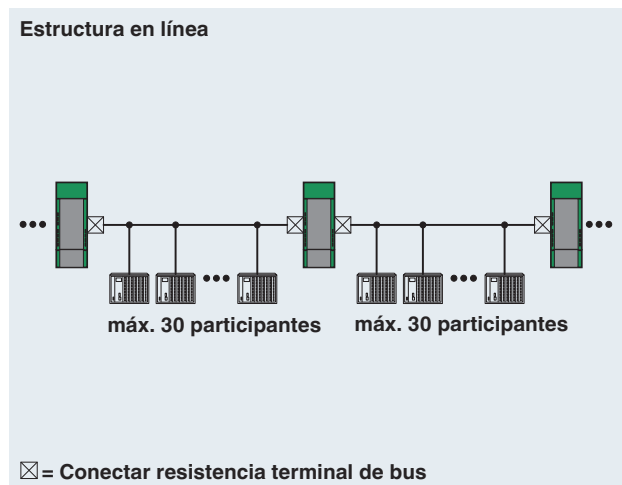 Estructura en línea
máx. 30 participantes
máx. 30 participantes
= Conectar resistencia terminal de bus